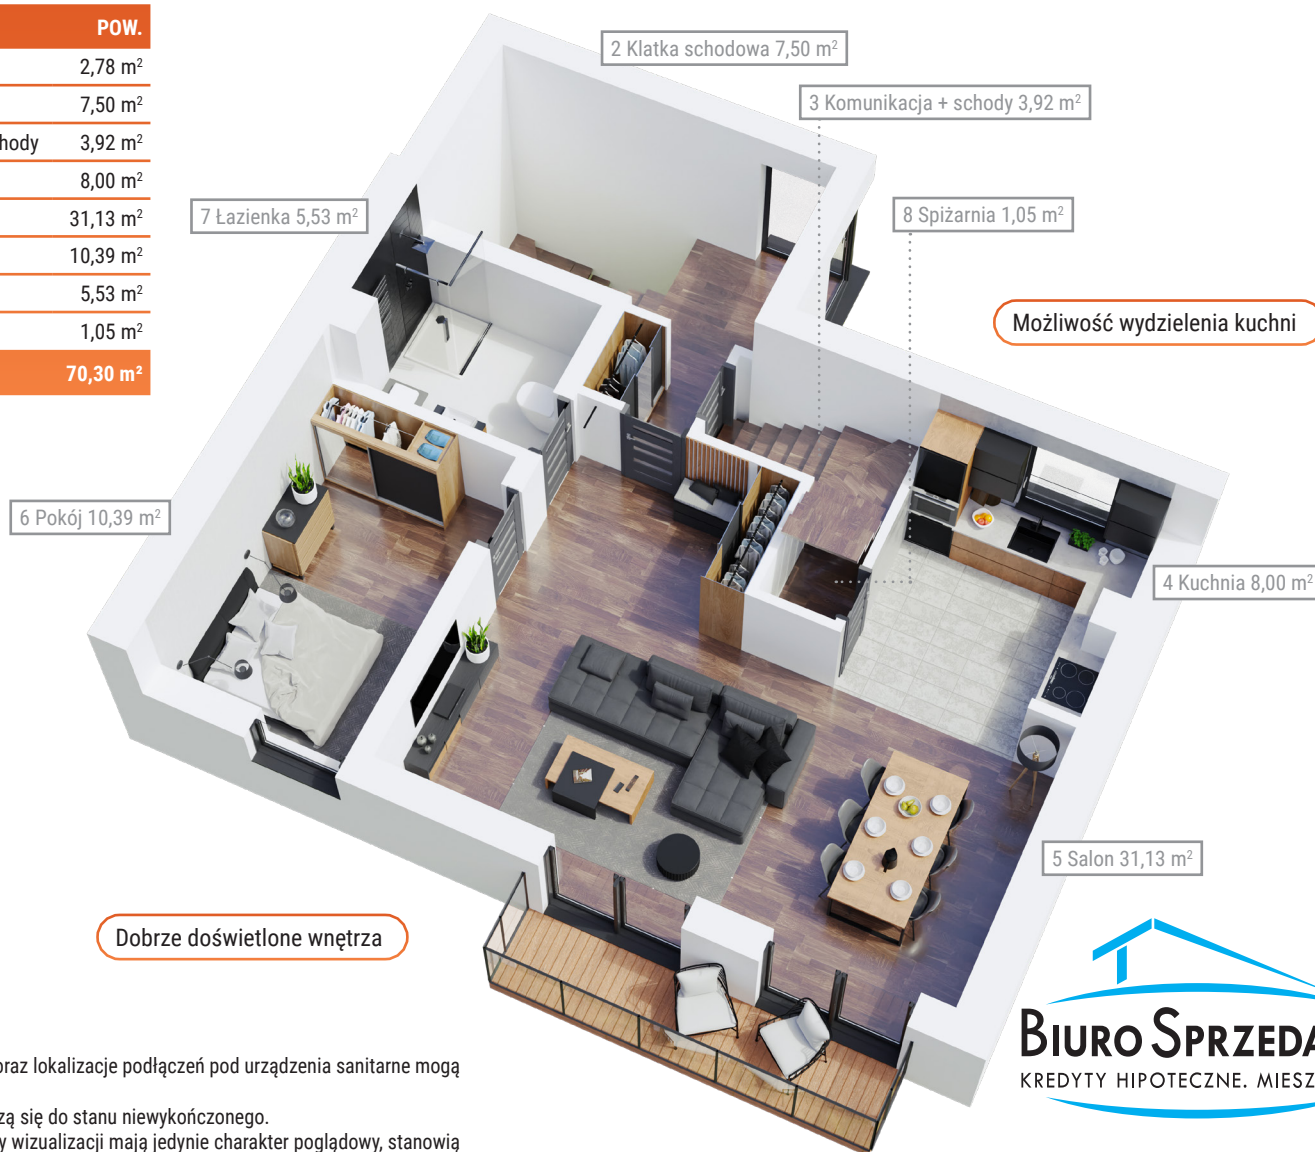 POW.
2,78 m²
7,50 m²
hody 3,92 m²
8,00 m²
31,13 m²
10,39 m²
5,53 m²
1,05 m²
70,30 m²
2 Klatka schodowa 7,50 m²
3 Komunikacja + schody 3,92 m²
7 Łazienka 5,53 m²
8 Spiżarnia 1,05 m²
Możliwość wydzielenia kuchni
6 Pokój 10,39 m²
4 Kuchnia 8,00 m²
5 Salon 31,13 m²
Dobrze doświetlone wnętrza
oraz lokalizacje podłączeń pod urządzenia sanitarne mogą
zą się do stanu niewykończonego.
y wizualizacji mają jedynie charakter poglądowy, stanowią
BIURO SPRZEDA
KREDYTY HIPOTECZNE. MIESZ